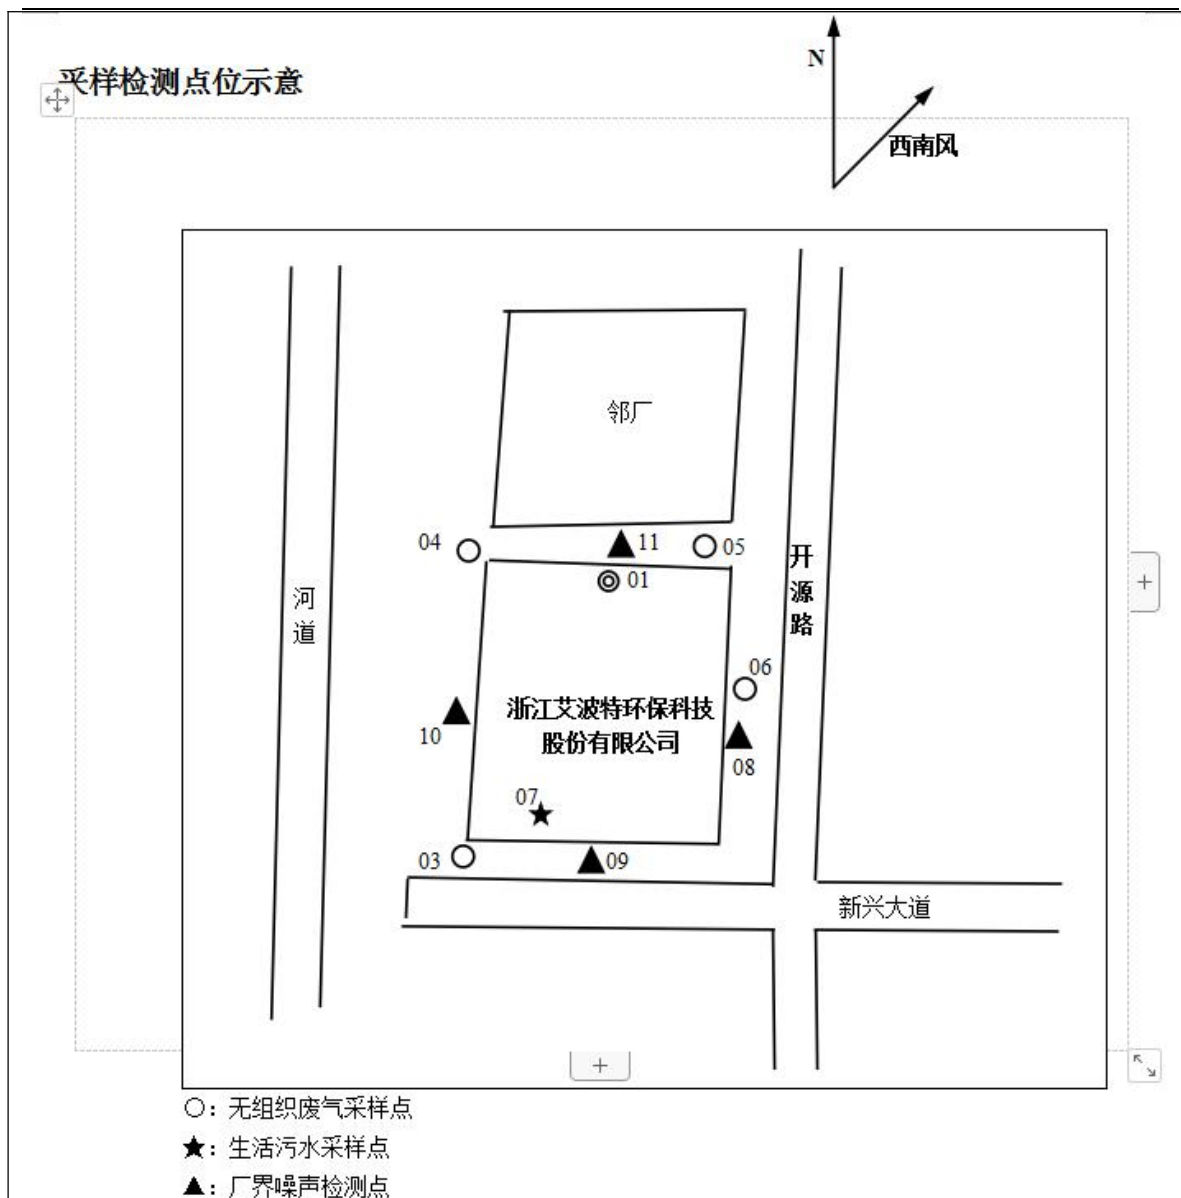 采样检测点位示意
N
西南风
邻厂
04
11
05
01
开源路
河道
06
浙江艾波特环保科技
股份有限公司
10
08
07
03
09
新兴大道
○：无组织废气采样点
★：生活污水采样点
▲：厂界噪声检测点